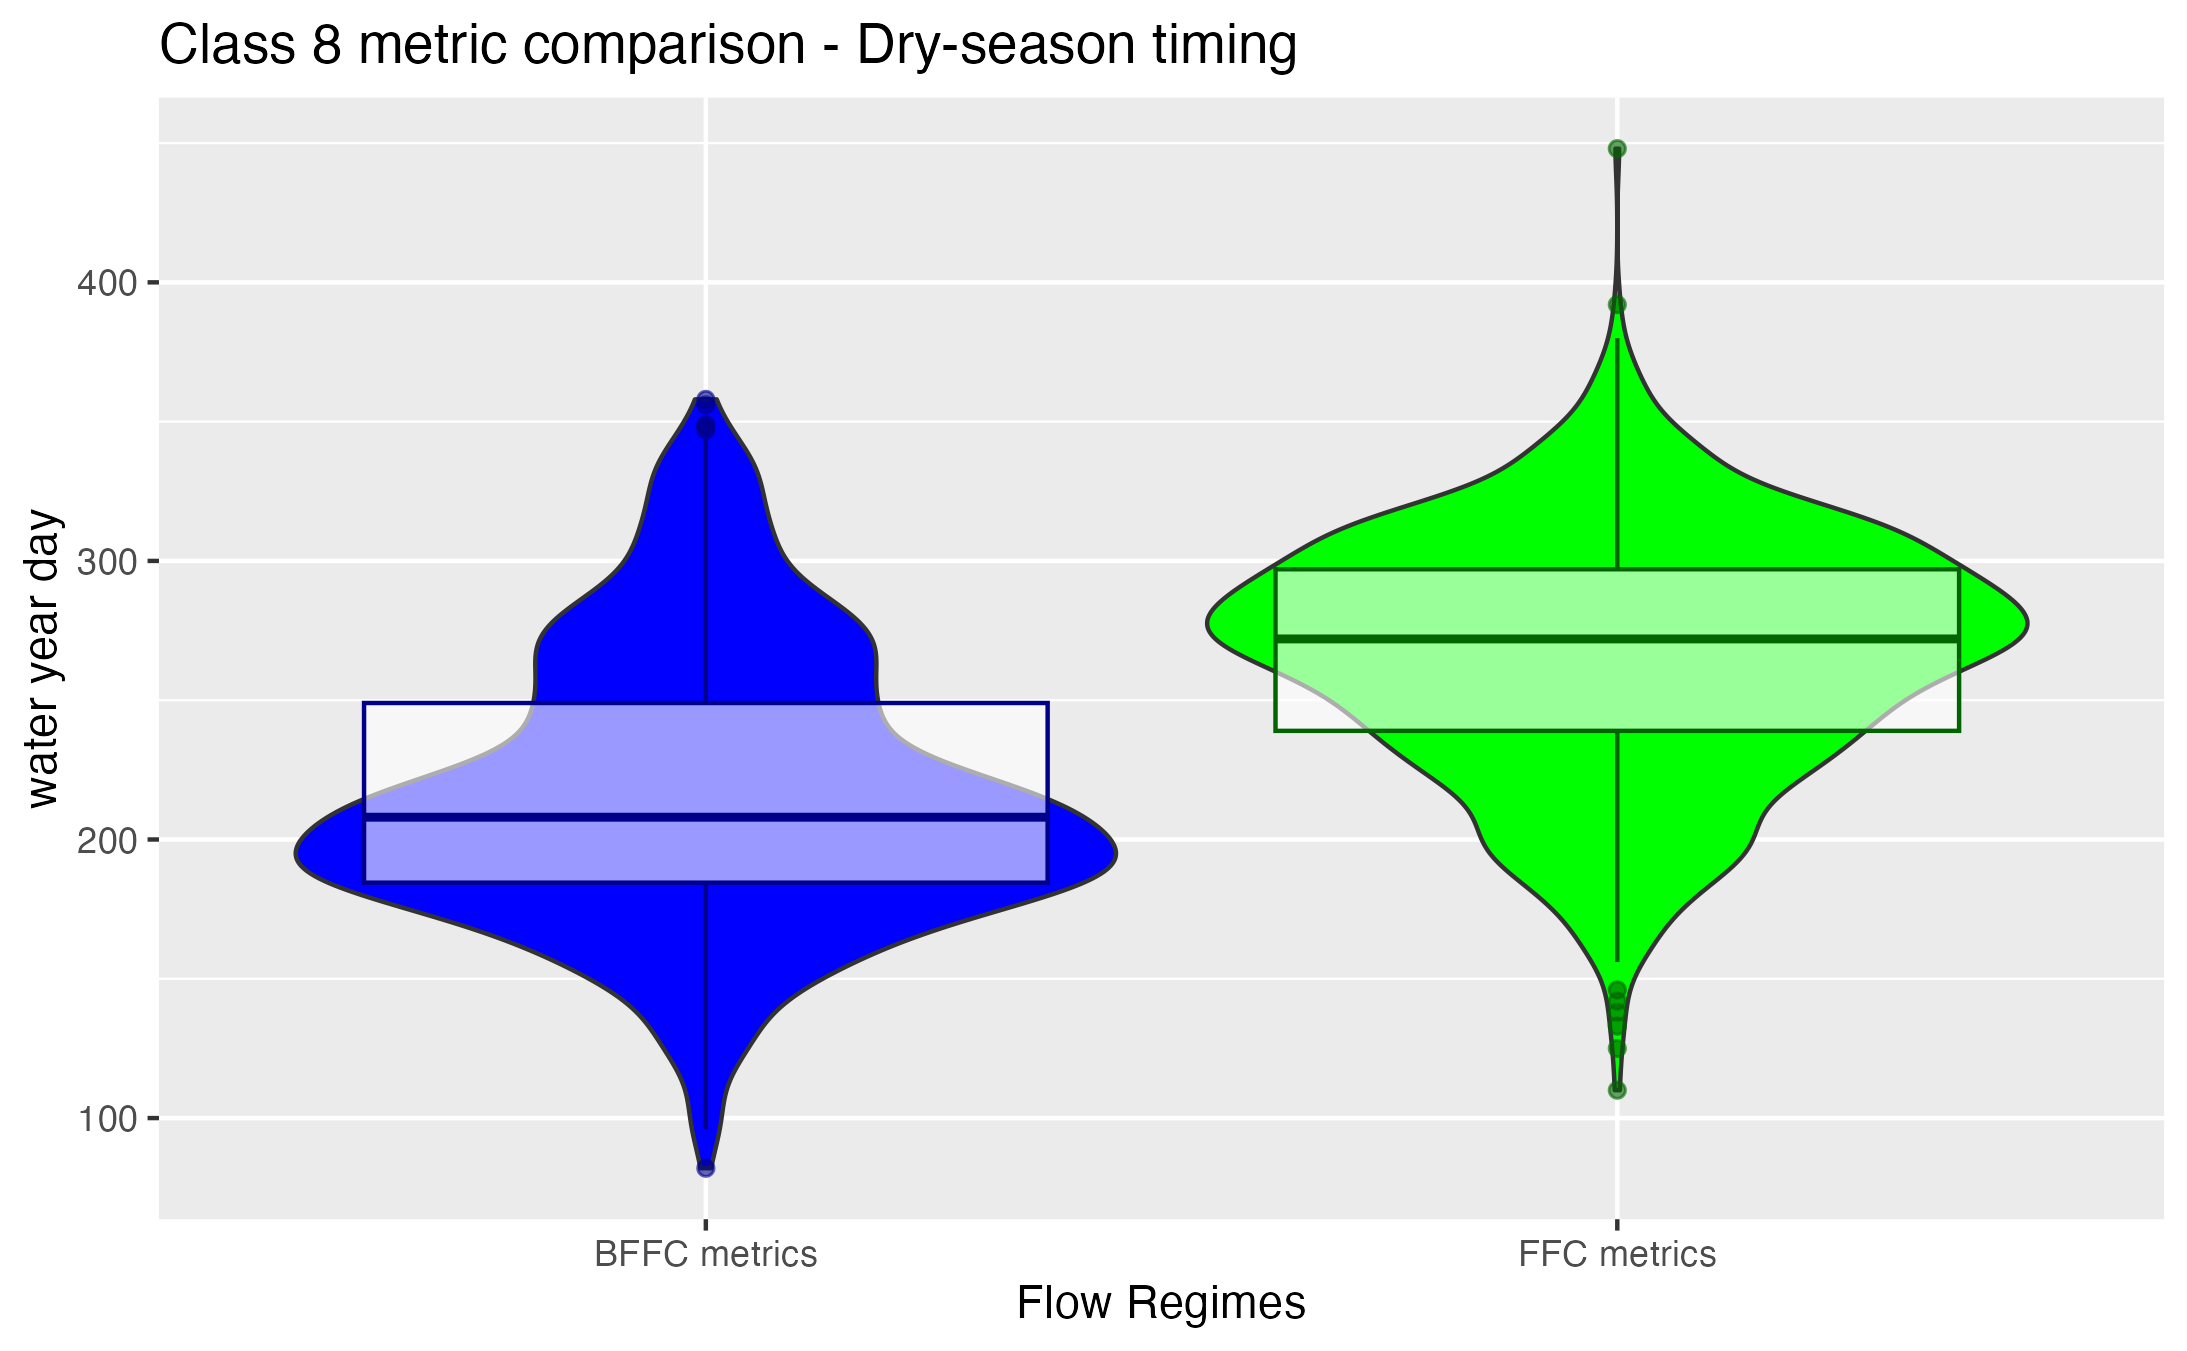 Class 8 metric comparison - Dry-season timing
water year day
400
300
200
100
BFFC metrics
FFC metrics
Flow Regimes